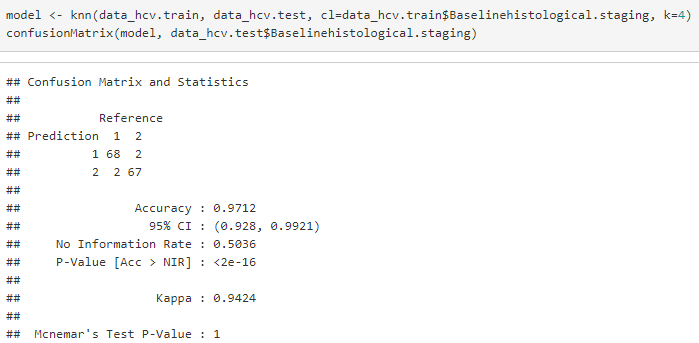 model <- knn(data_hcv.train, data_hcv.test, cl=data_hcv.train$Baselinehistological.staging, k=4)
confusionMatrix(model, data_hcv.test$Baselinehistological.staging)
## Confusion Matrix and Statistics
##
##           Reference
## Prediction  1  2
##          1 68  2
##          2  2 67
##
##                Accuracy : 0.9712
##                  95% CI : (0.928, 0.9921)
##     No Information Rate : 0.5036
##     P-Value [Acc > NIR] : <2e-16
##
##                   Kappa : 0.9424
##
##  Mcnemar's Test P-Value : 1